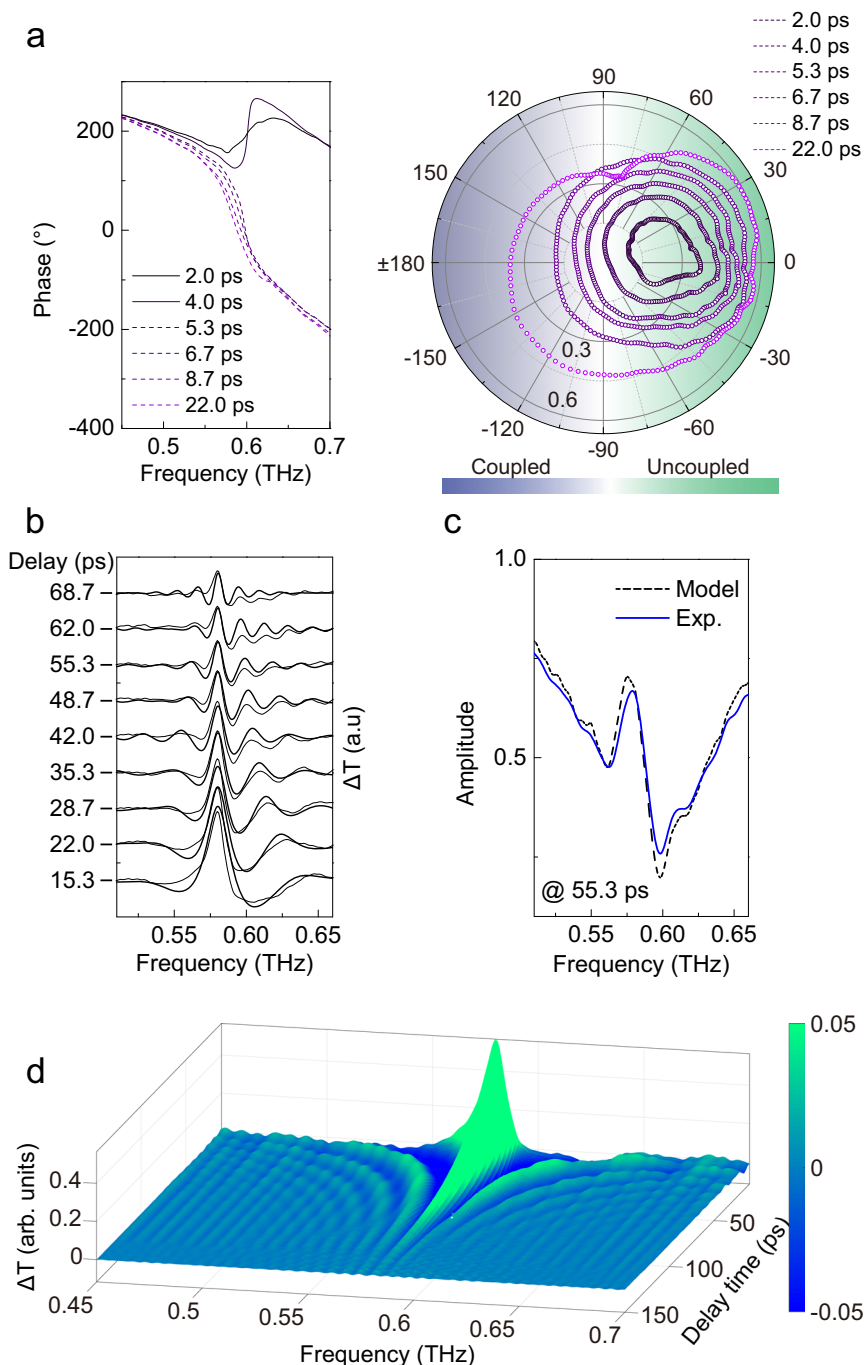 a
200
0
-200
-400
Phase (°)
2.0 ps
4.0 ps
5.3 ps
6.7 ps
8.7 ps
22.0 ps
0.5
0.6
0.7
Frequency (THz)
2.0 ps
4.0 ps
5.3 ps
6.7 ps
8.7 ps
22.0 ps
90
120
60
150
30
±180
0
-150
-30
-120
-60
-90
0.3
0.6
Coupled
Uncoupled
b
Delay (ps)
68.7
62.0
55.3
48.7
42.0
35.3
28.7
22.0
15.3
ΔT (a.u)
0.55
0.60
0.65
Frequency (THz)
c
1.0
0.5
Amplitude
Model
Exp.
@ 55.3 ps
0.55
0.60
0.65
Frequency (THz)
d
0.4
0.2
0
ΔT (arb. units)
0.45
0.5
0.55
0.6
0.65
0.7
Frequency (THz)
50
100
150
Delay time (ps)
0.05
0
-0.05